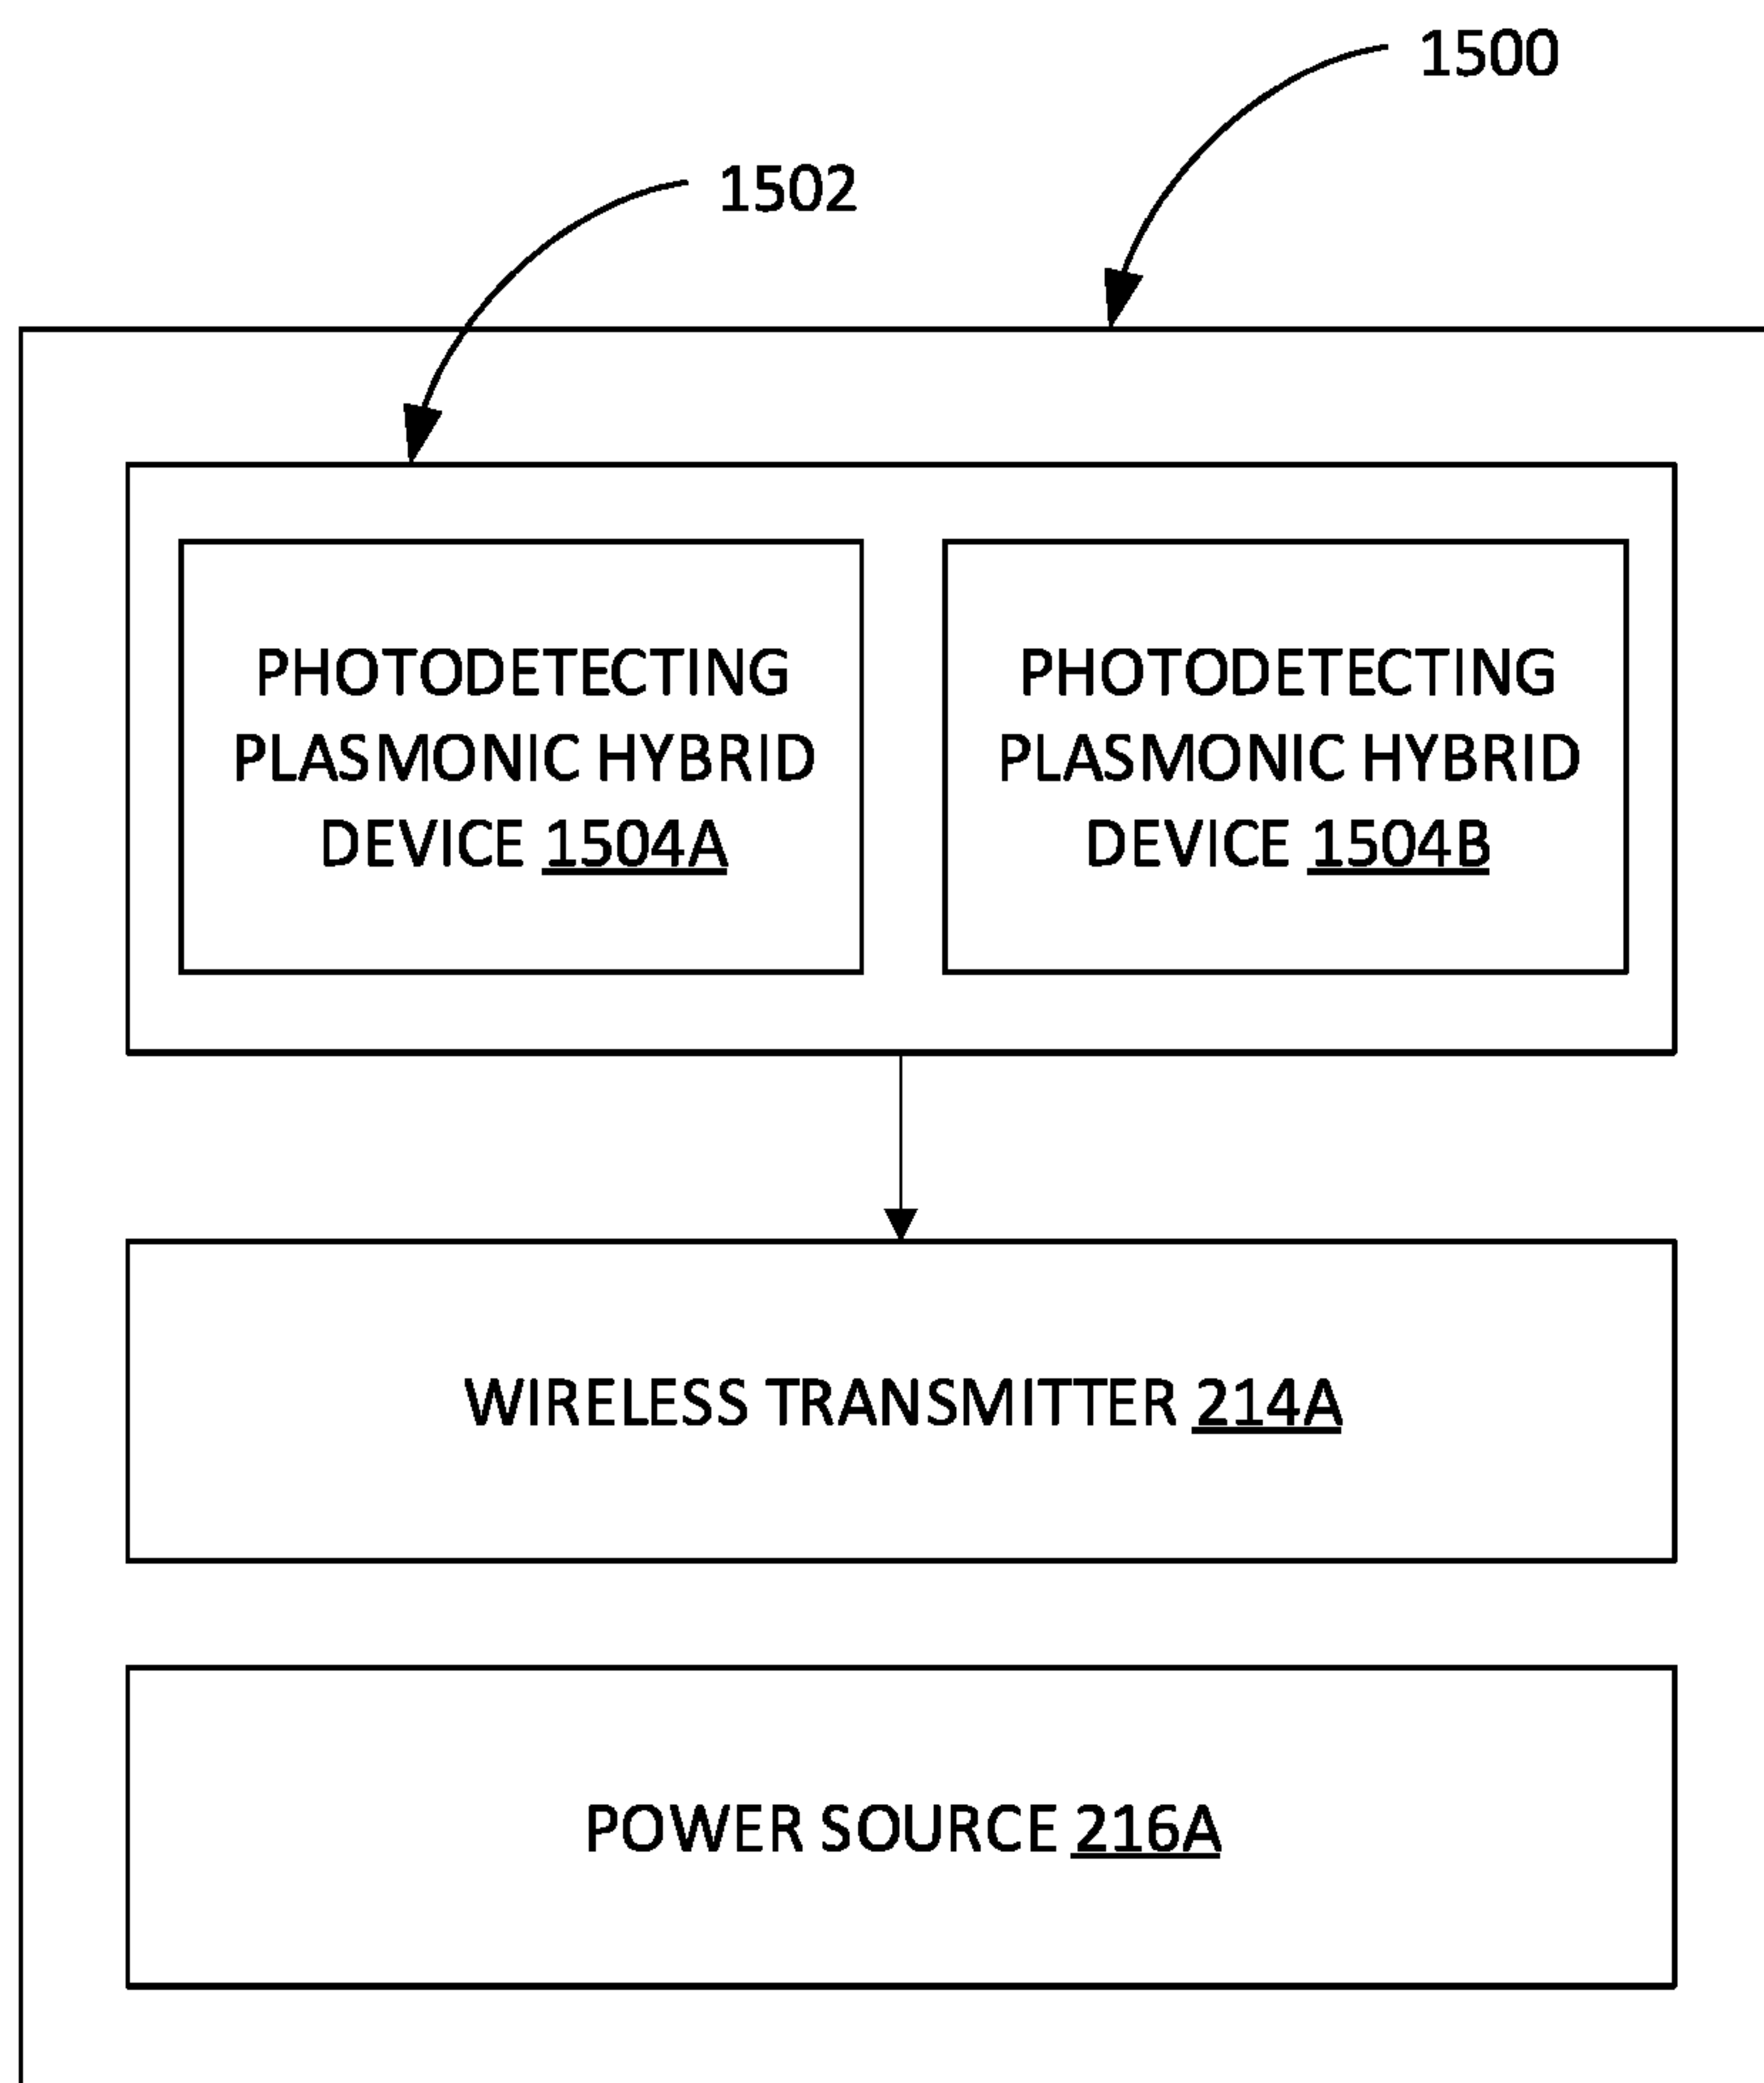 1500
1502
PHOTODETECTING
PLASMONIC HYBRID
DEVICE 1504A
PHOTODETECTING
PLASMONIC HYBRID
DEVICE 1504B
WIRELESS TRANSMITTER 214A
POWER SOURCE 216A